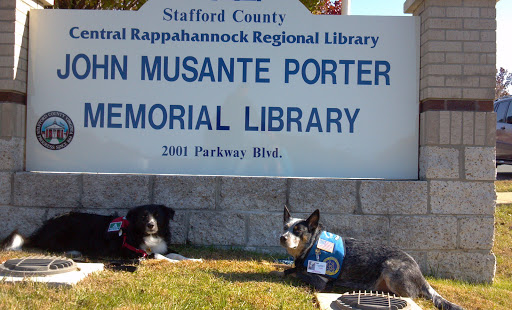 Stafford County
Central Rappahannock Regional Library
JOHN MUSANTE PORTER
MEMORIAL LIBRARY
2001 Parkway Blvd.